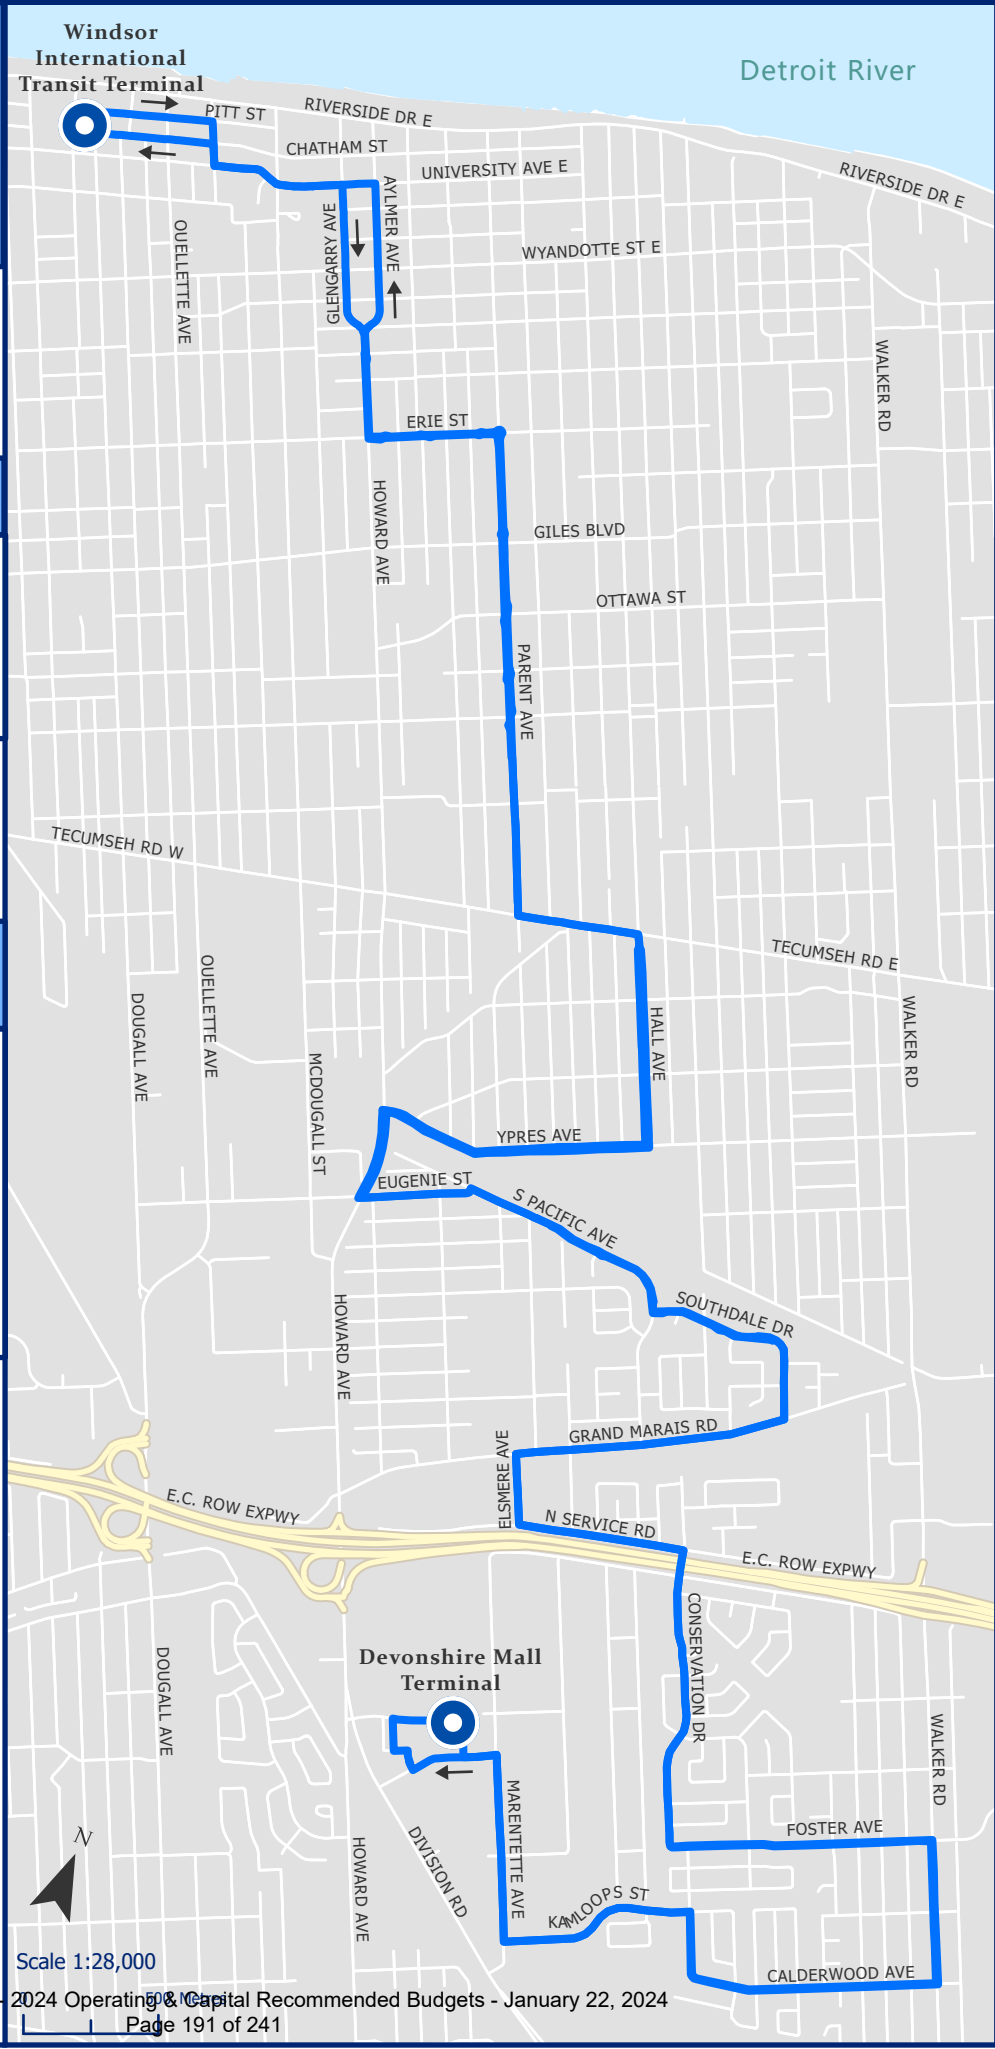 Windsor
International
Transit Terminal
Detroit River
PITT ST
RIVERSIDE DR E
CHATHAM ST
UNIVERSITY AVE E
RIVERSIDE DR E
AYLMER AVE
GLENGARRY AVE
OUELLETTE AVE
WYANDOTTE ST E
WALKER RD
ERIE ST
HOWARD AVE
GILES BLVD
OTTAWA ST
PARENT AVE
TECUMSEH RD W
TECUMSEH RD E
OUELLETTE AVE
DOUGALL AVE
HALL AVE
WALKER RD
MCDOUGALL ST
YPRES AVE
EUGENIE ST
S PACIFIC AVE
SOUTHDALE DR
HOWARD AVE
GRAND MARAIS RD
ELSMERE AVE
E.C. ROW EXPWY
N SERVICE RD
E.C. ROW EXPWY
CONSERVATION DR
DOUGALL AVE
Devonshire Mall
Terminal
WALKER RD
MARENTETTE AVE
FOSTER AVE
DIVISION RD
HOWARD AVE
N
KAMLOOPS ST
CALDERWOOD AVE
Scale 1:28,000
0 500 Metres
- 2024 Operating & Capital Recommended Budgets - January 22, 2024
Page 191 of 241